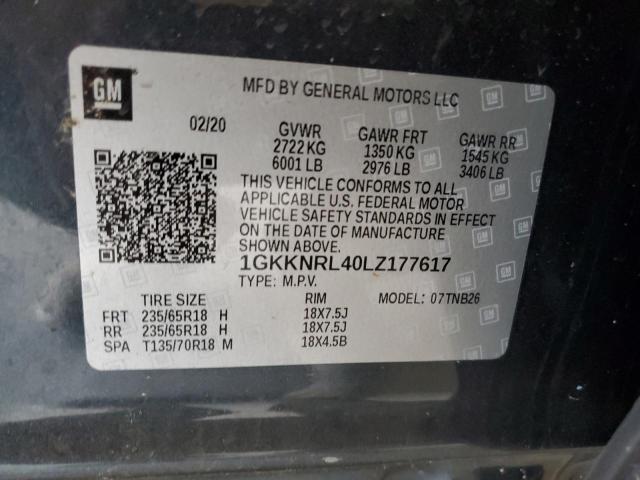 GM
MFD BY GENERAL MOTORS LLC
02/20 GVWR GAWR FRT GAWR RR
2722 KG 1350 KG 1545 KG
6001 LB 2976 LB 3406 LB
THIS VEHICLE CONFORMS TO ALL
APPLICABLE U.S. FEDERAL MOTOR
VEHICLE SAFETY STANDARDS IN EFFECT
ON THE DATE OF MANUFACTURE
SHOWN ABOVE.
1GKKNRL40LZ177617
TYPE: M.P.V. MODEL: 07TNB26
TIRE SIZE RIM
FRT 235/65R18 H 18X7.5J
RR 235/65R18 H 18X7.5J
SPA T135/70R18 M 18X4.5B